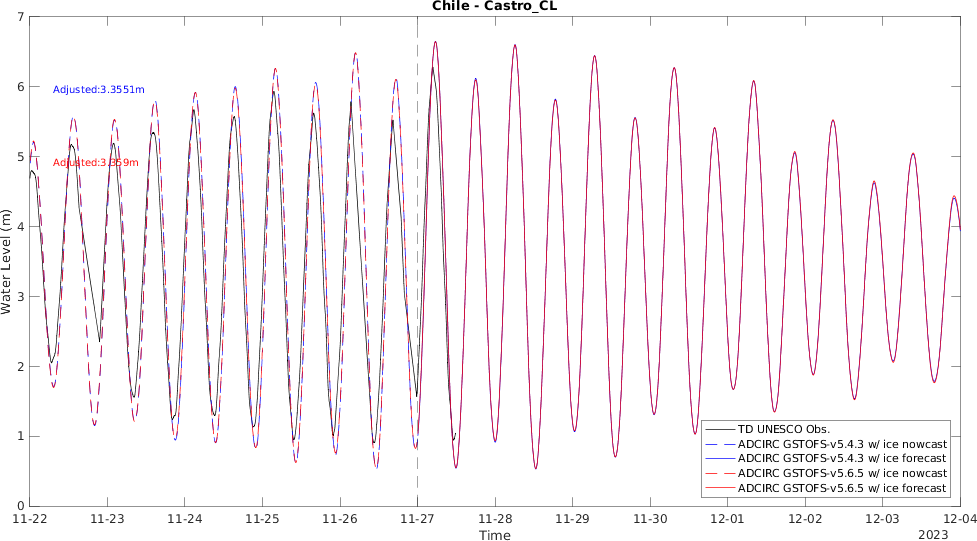 Chile - Castro_CL
7
6
5
4
3
2
1
0
Water Level (m)
Adjusted:3.3551m
Adjusted:3.359m
TD UNESCO Obs.
ADCIRC GSTOFS-v5.4.3 w/ ice nowcast
ADCIRC GSTOFS-v5.4.3 w/ ice forecast
ADCIRC GSTOFS-v5.6.5 w/ ice nowcast
ADCIRC GSTOFS-v5.6.5 w/ ice forecast
11-22 11-23 11-24 11-25 11-26 11-27 11-28 11-29 11-30 12-01 12-02 12-03 12-04
Time
2023